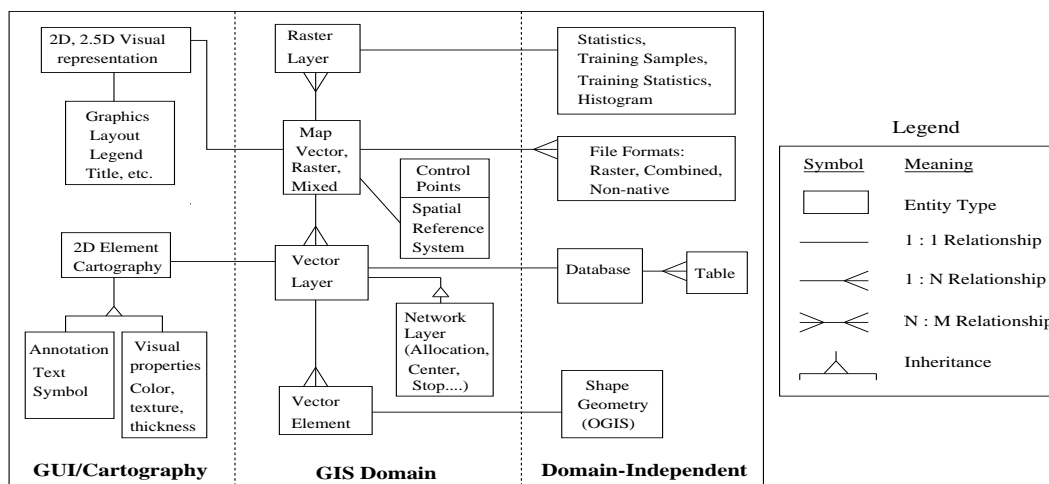 2D, 2.5D Visual
representation
Graphics
Layout
Legend
Title, etc.
2D Element
Cartography
Annotation
Text
Symbol
Visual
properties
Color,
texture,
thickness
GUI/Cartography
Raster
Layer
Map
Vector,
Raster,
Mixed
Control
Points
Spatial
Reference
System
Vector
Layer
Network
Layer
(Allocation,
Center,
Stop....)
Vector
Element
GIS Domain
Statistics,
Training Samples,
Training Statistics,
Histogram
File Formats:
Raster, Combined,
Non-native
Database
Table
Shape
Geometry
(OGIS)
Domain-Independent
Legend
Symbol Meaning
Entity Type
1 : 1 Relationship
1 : N Relationship
N : M Relationship
Inheritance